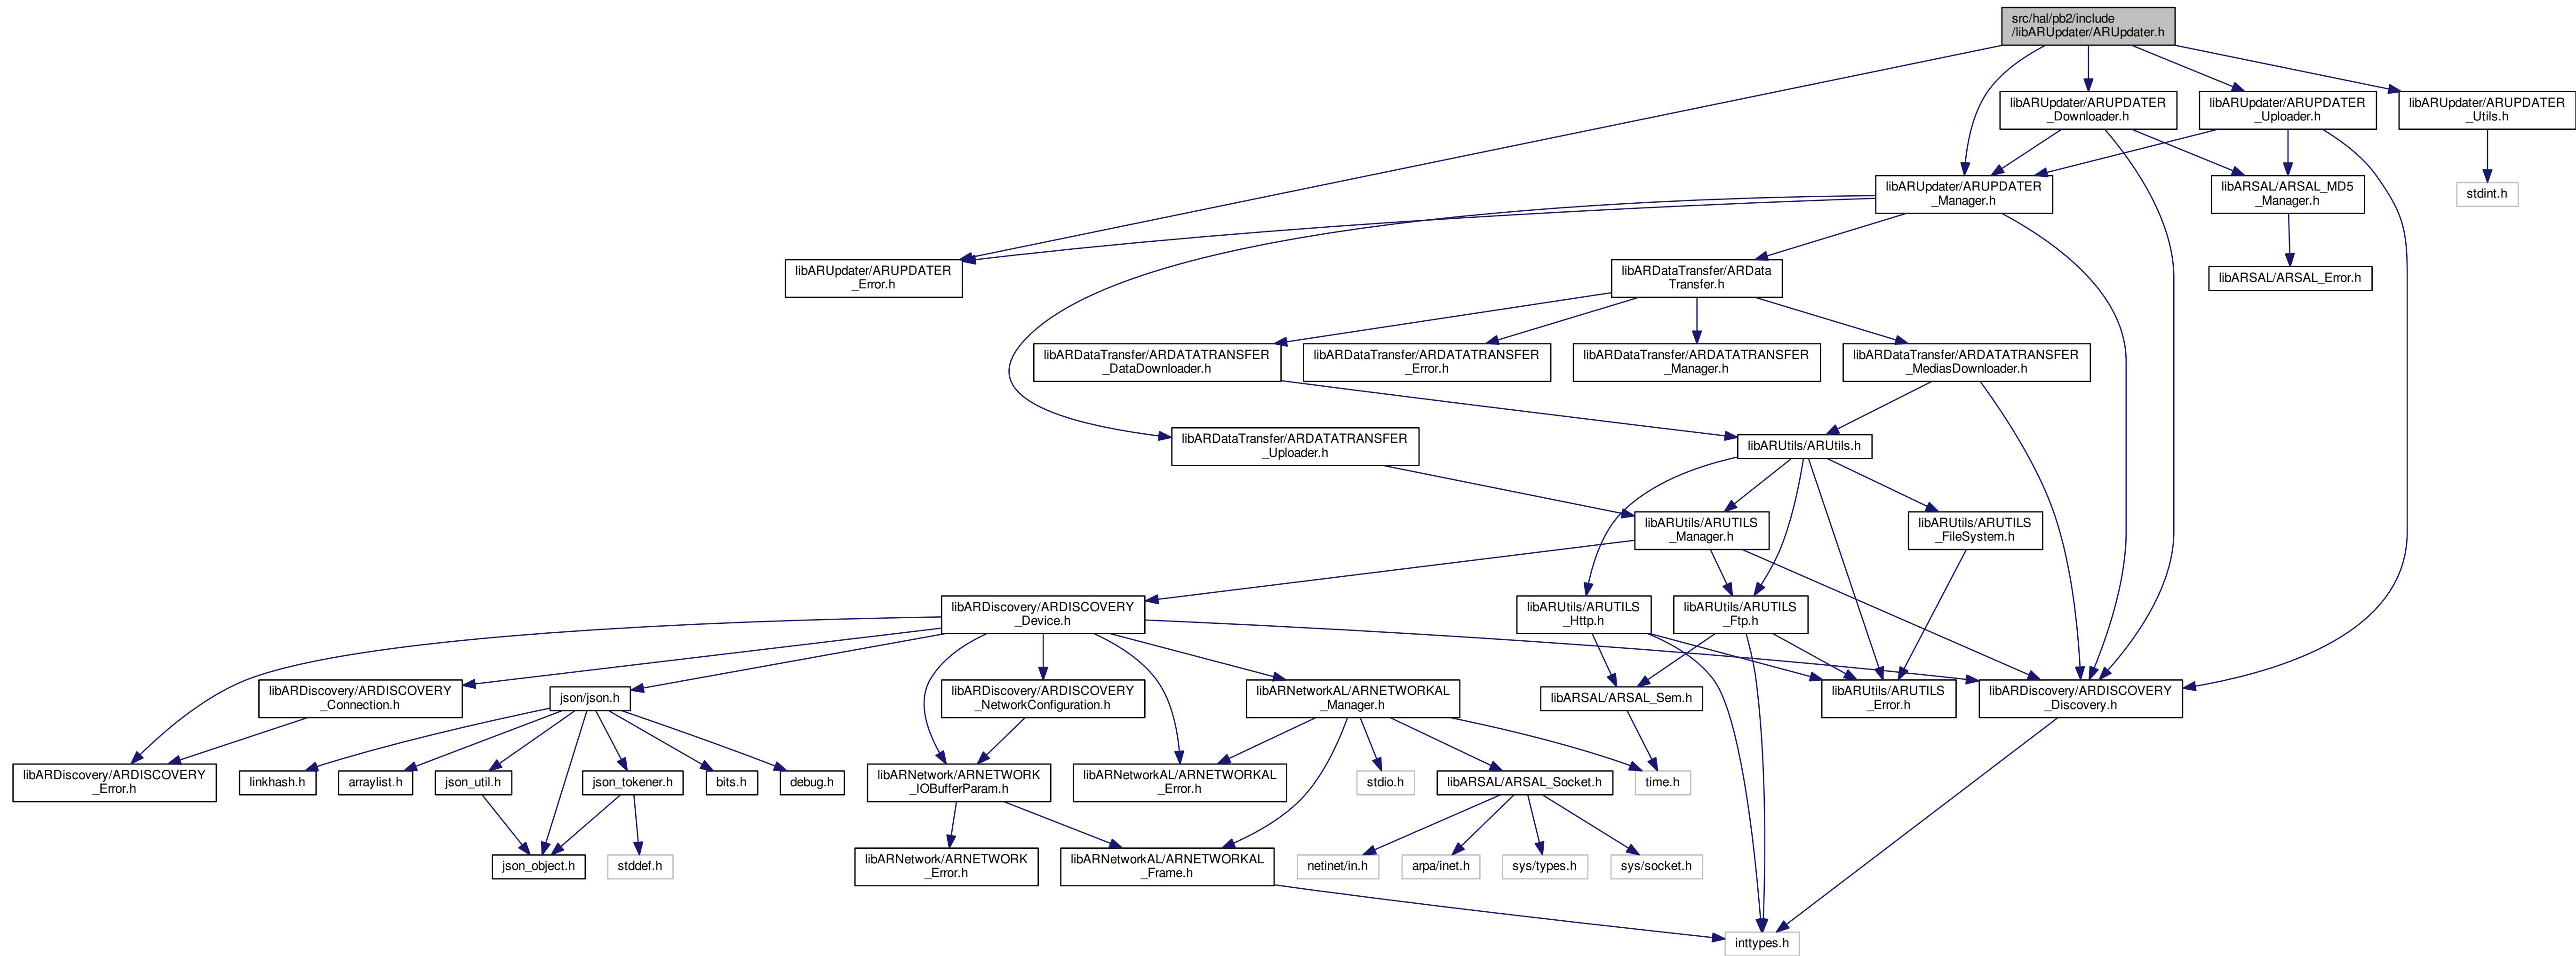 src/hal/pb2/include
/libARUpdater/ARUpdater.h
libARUpdater/ARUPDATER
_Downloader.h
libARUpdater/ARUPDATER
_Uploader.h
libARUpdater/ARUPDATER
_Utils.h
libARUpdater/ARUPDATER
_Manager.h
libARSAL/ARSAL_MD5
_Manager.h
stdint.h
libARUpdater/ARUPDATER
_Error.h
libARDataTransfer/ARData
Transfer.h
libARSAL/ARSAL_Error.h
libARDataTransfer/ARDATATRANSFER
_DataDownloader.h
libARDataTransfer/ARDATATRANSFER
_Error.h
libARDataTransfer/ARDATATRANSFER
_Manager.h
libARDataTransfer/ARDATATRANSFER
_MediasDownloader.h
libARDataTransfer/ARDATATRANSFER
_Uploader.h
libARUtils/ARUtils.h
libARUtils/ARUTILS
_Manager.h
libARUtils/ARUTILS
_FileSystem.h
libARDiscovery/ARDISCOVERY
_Device.h
libARUtils/ARUTILS
_Http.h
libARUtils/ARUTILS
_Ftp.h
libARDiscovery/ARDISCOVERY
_Connection.h
json/json.h
libARDiscovery/ARDISCOVERY
_NetworkConfiguration.h
libARNetworkAL/ARNETWORKAL
_Manager.h
libARSAL/ARSAL_Sem.h
libARUtils/ARUTILS
_Error.h
libARDiscovery/ARDISCOVERY
_Discovery.h
libARDiscovery/ARDISCOVERY
_Error.h
linkhash.h
arraylist.h
json_util.h
json_tokener.h
bits.h
debug.h
libARNetwork/ARNETWORK
_IOBufferParam.h
libARNetworkAL/ARNETWORKAL
_Error.h
stdio.h
libARSAL/ARSAL_Socket.h
time.h
json_object.h
stddef.h
libARNetwork/ARNETWORK
_Error.h
libARNetworkAL/ARNETWORKAL
_Frame.h
netinet/in.h
arpa/inet.h
sys/types.h
sys/socket.h
inttypes.h